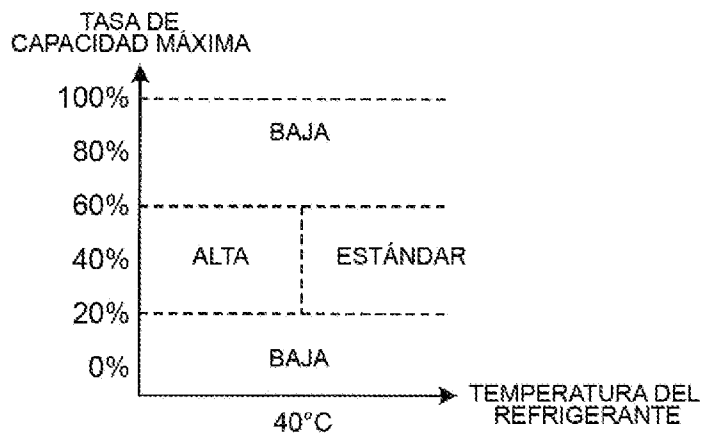 TASA DE
CAPACIDAD MÁXIMA
100%
BAJA
80%
60%
40%
ALTA
ESTÁNDAR
20%
BAJA
0%
40°C
TEMPERATURA DEL
REFRIGERANTE